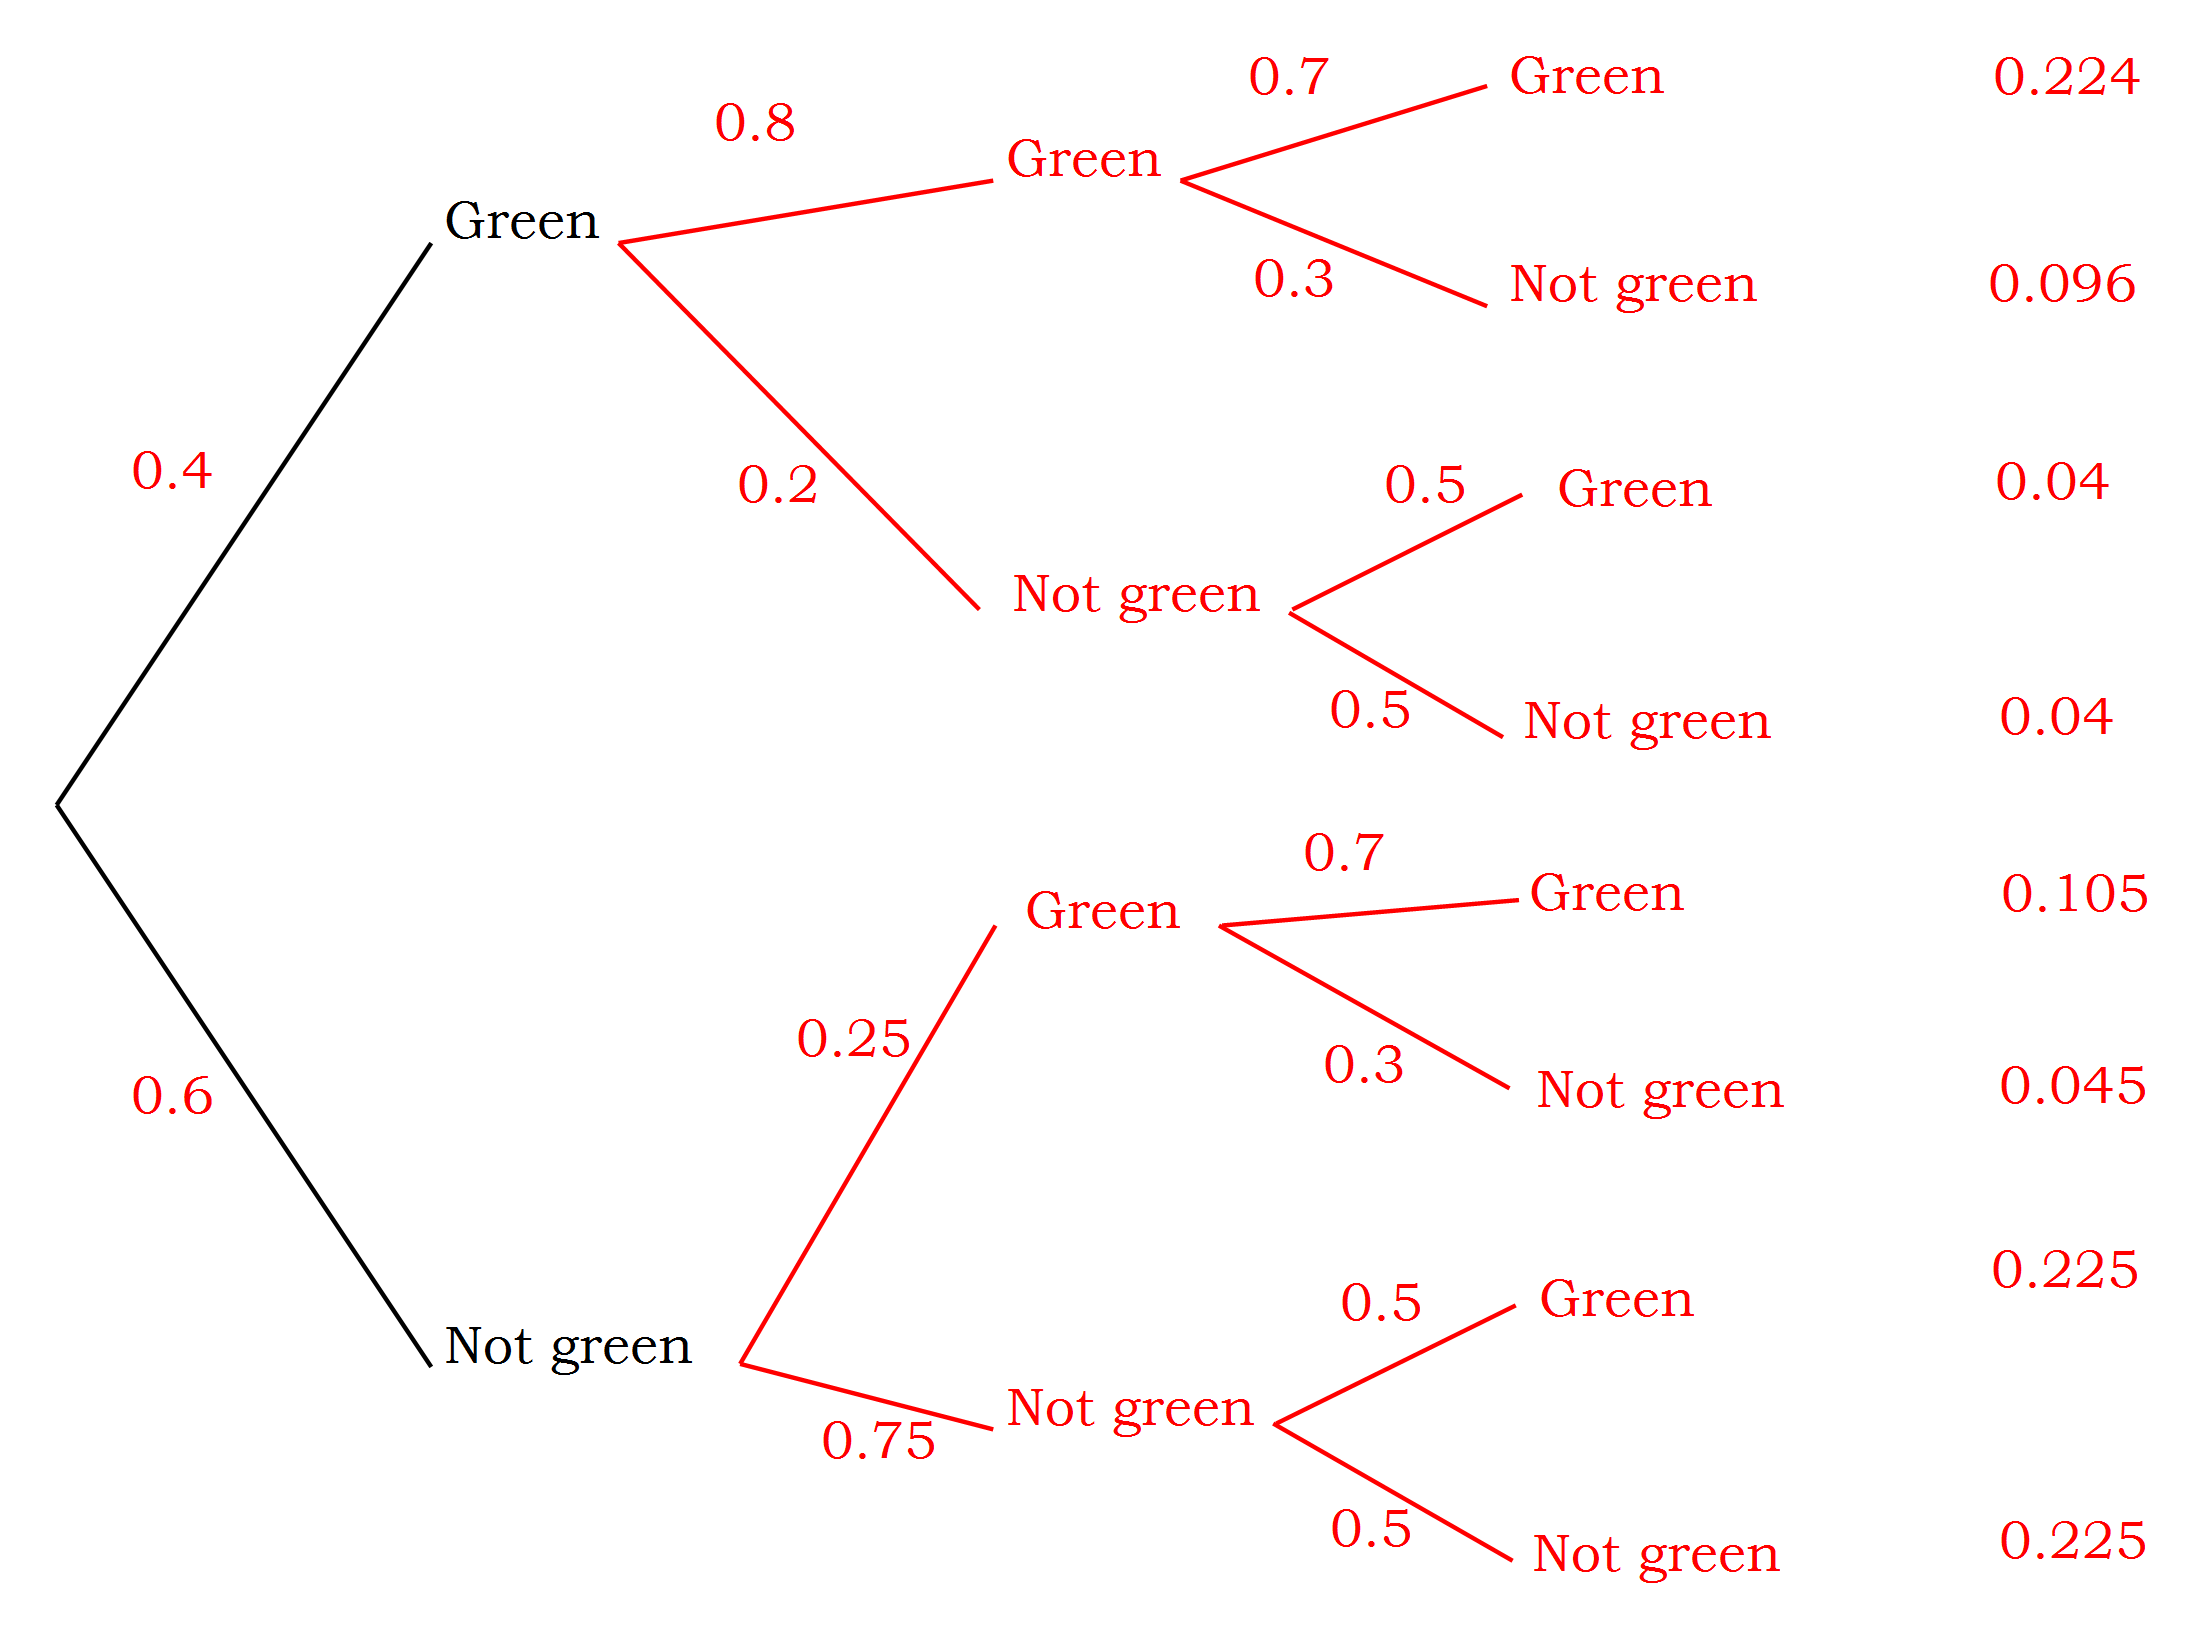 0.7 Green 0.224
0.8
Green
Green
0.3 Not green 0.096
0.4
0.2
0.5 Green 0.04
Not green
0.5 Not green 0.04
0.7 Green 0.105
Green
0.25
0.3 Not green 0.045
0.6
0.225
0.5 Green
Not green
Not green
0.75
0.5 Not green 0.225